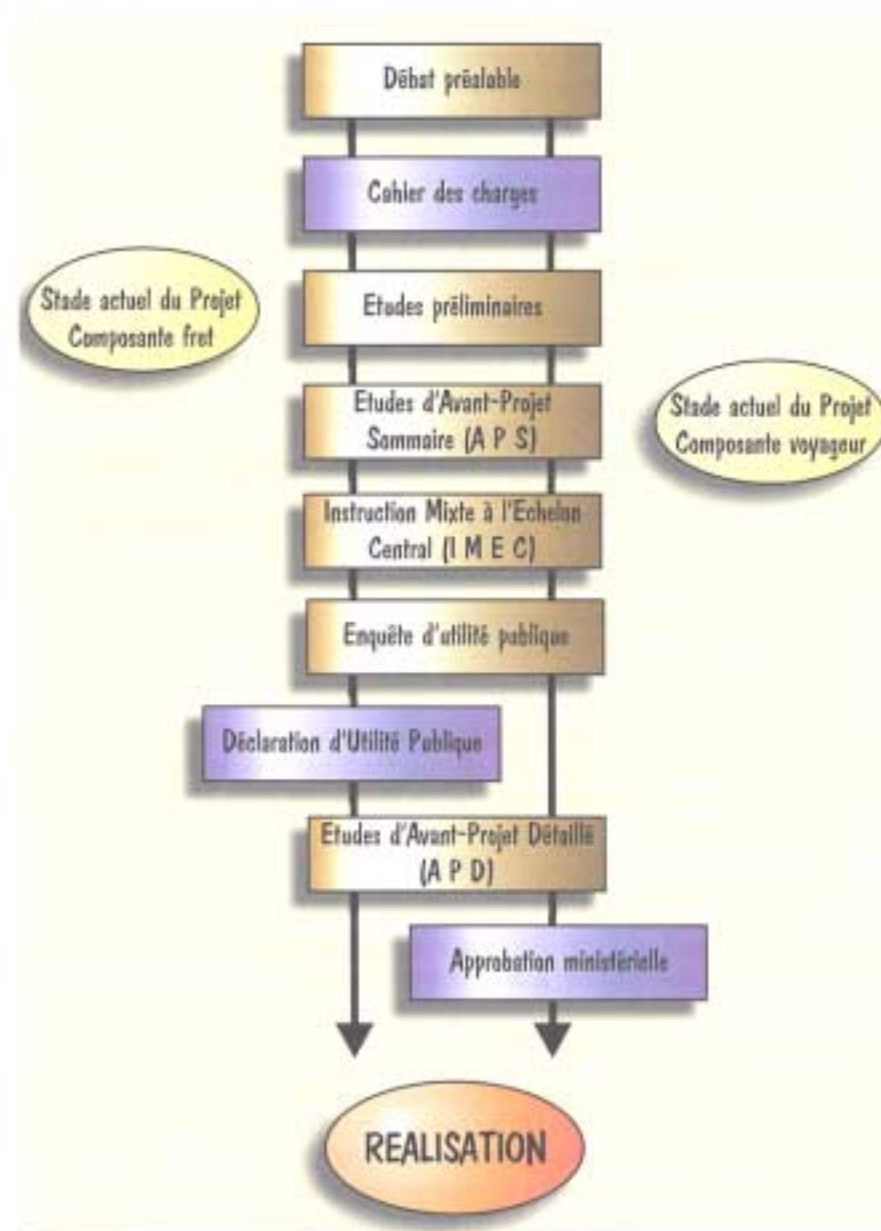 Débat préalable
Cahier des charges
Stade actuel du Projet
Composante fret
Etudes préliminaires
Etudes d'Avant-Projet
Sommaire (A P S)
Stade actuel du Projet
Composante voyageur
Instruction Mixte à l'Echelon
Central (I M E C)
Enquête d'utilité publique
Déclaration d'Utilité Publique
Etudes d'Avant-Projet Détaillé
(A P D)
Approbation ministérielle
REALISATION